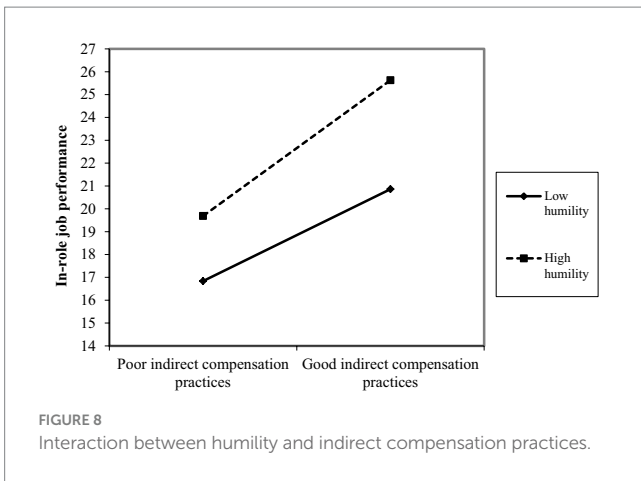 27
26
25
24
23
22
21
20
19
18
17
16
15
14
In-role job performance
Poor indirect compensation
practices
Good indirect compensation
practices
Low
humility
High
humility
FIGURE 8
Interaction between humility and indirect compensation practices.